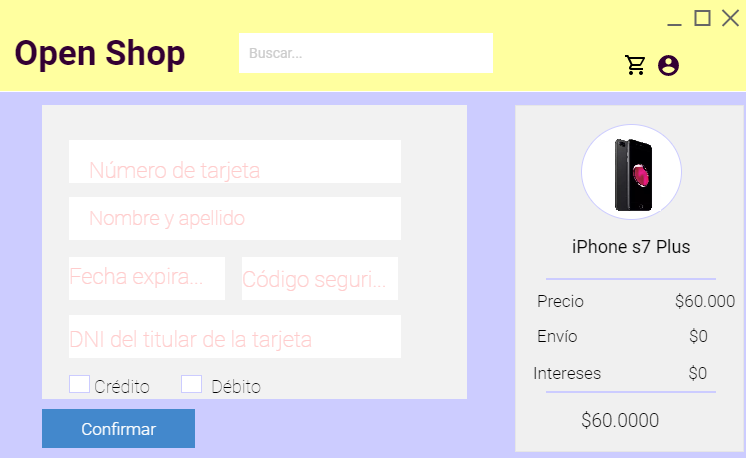 Open Shop
Buscar...
Número de tarjeta
Nombre y apellido
Fecha expira...
Código seguri...
DNI del titular de la tarjeta
Crédito
Débito
Confirmar
iPhone s7 Plus
Precio $60.000
Envío $0
Intereses $0
$60.0000